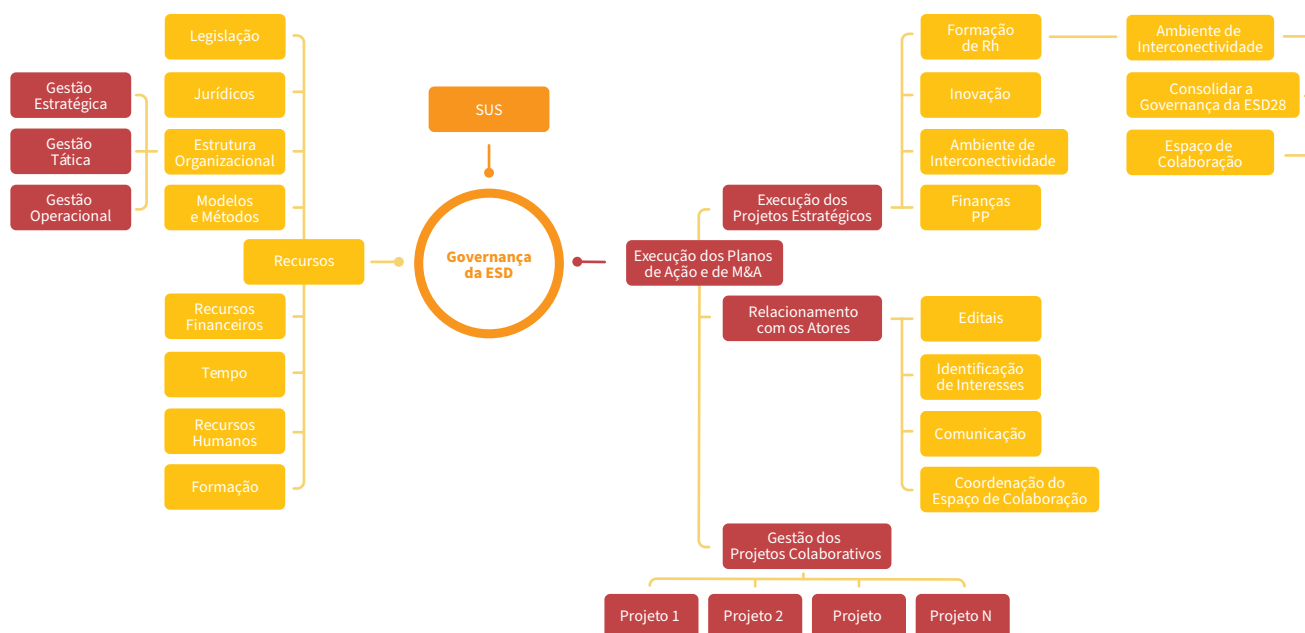 Legislação
Jurídicos
Estrutura
Organizacional
Modelos
e Métodos
Gestão
Estratégica
Gestão
Tática
Gestão
Operacional
Recursos
Recursos
Financeiros
Tempo
Recursos
Humanos
Formação
SUS
Governança
da ESD
Execução dos Planos
de Ação e de M&A
Execução dos
Projetos Estratégicos
Formação
de Rh
Inovação
Ambiente de
Interconectividade
Finanças
PP
Ambiente de
Interconectividade
Consolidar a
Governança da ESD28
Espaço de
Colaboração
Relacionamento
com os Atores
Editais
Identificação
de Interesses
Comunicação
Coordenação do
Espaço de Colaboração
Gestão dos
Projetos Colaborativos
Projeto 1
Projeto 2
Projeto
Projeto N